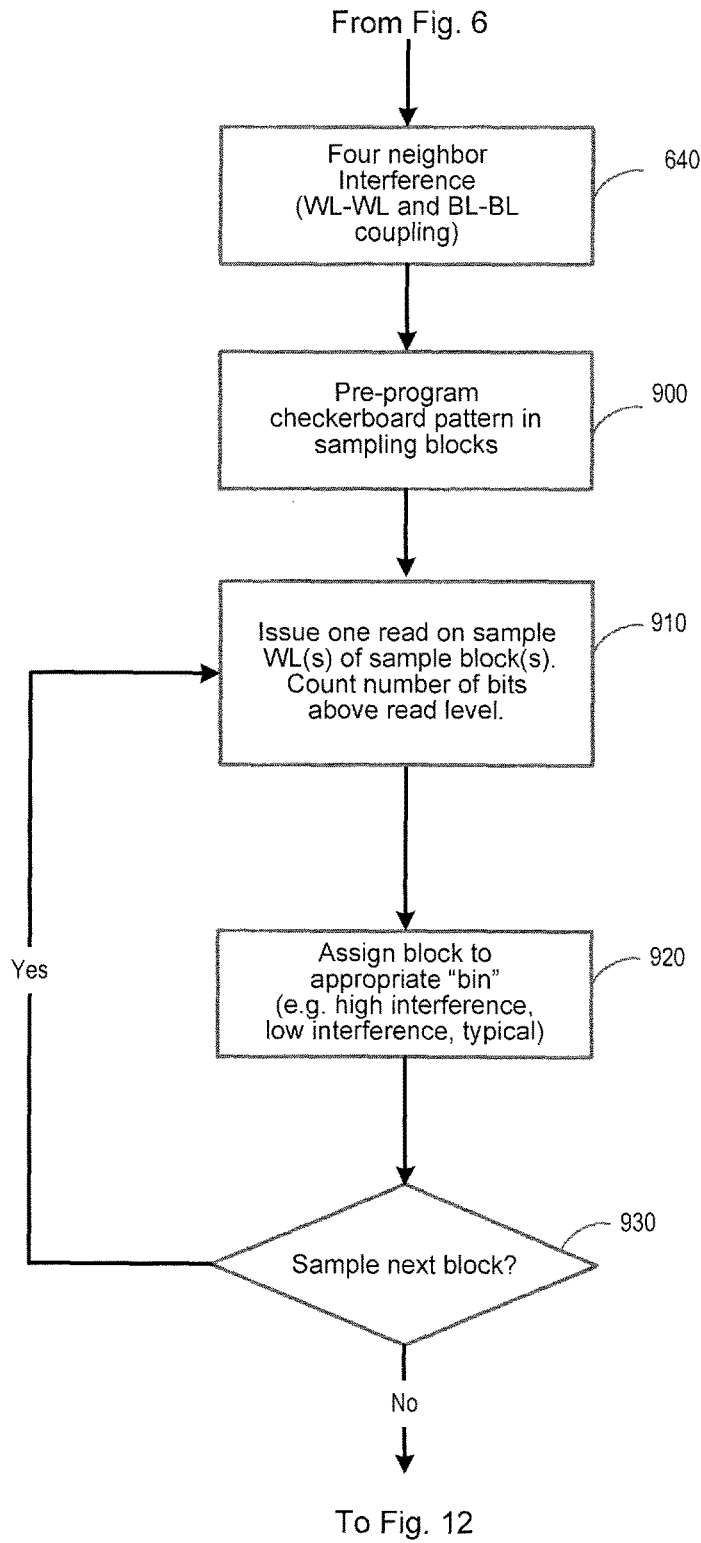 From Fig. 6
Four neighbor
Interference
(WL-WL and BL-BL
coupling)
640
Pre-program
checkerboard pattern in
sampling blocks
900
Issue one read on sample
WL(s) of sample block(s).
Count number of bits
above read level.
910
Assign block to
appropriate “bin”
(e.g. high interference,
low interference, typical)
920
Yes
Sample next block?
930
No
To Fig. 12